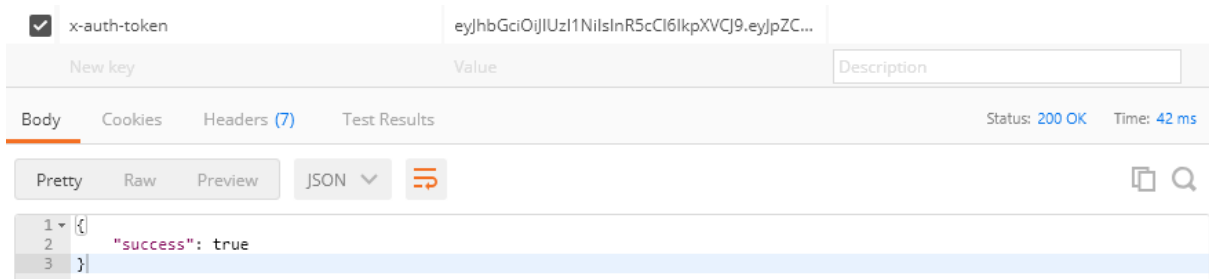 x-auth-token eyJhbGciOiJIUzI1NiIsInR5cCI6IkpXVCJ9.eyJpZC...
New key Value Description
Body Cookies Headers (7) Test Results Status: 200 OK Time: 42 ms
Pretty Raw Preview JSON
1 {
2 "success": true
3 }